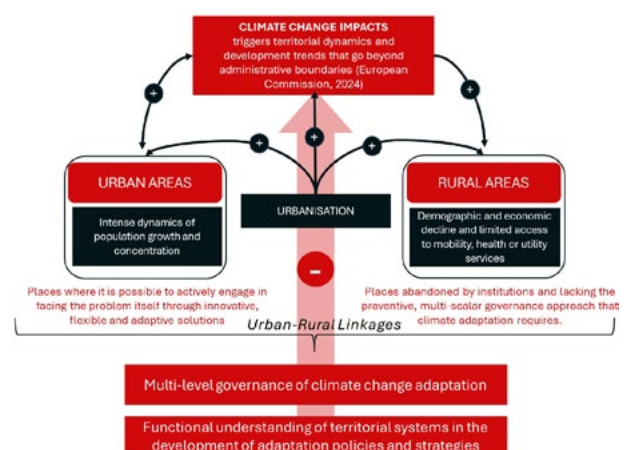 CLIMATE CHANGE IMPACTS
triggers territorial dynamics and
development trends that go beyond
administrative boundaries (European
Commission, 2024)
+
+
+
+
+
URBAN AREAS
Intense dynamics of
population growth and
concentration
URBANISATION
RURAL AREAS
Demographic and economic
decline and limited access
to mobility, health or utility
services
Places where it is possible to actively engage in
facing the problem itself through innovative,
flexible and adaptive solutions
-
Places abandoned by institutions and lacking the
preventive, multi-scalar governance approach that
climate adaptation requires.
Urban-Rural Linkages
Multi-level governance of climate change adaptation
Functional understanding of territorial systems in the
development of adaptation policies and strategies